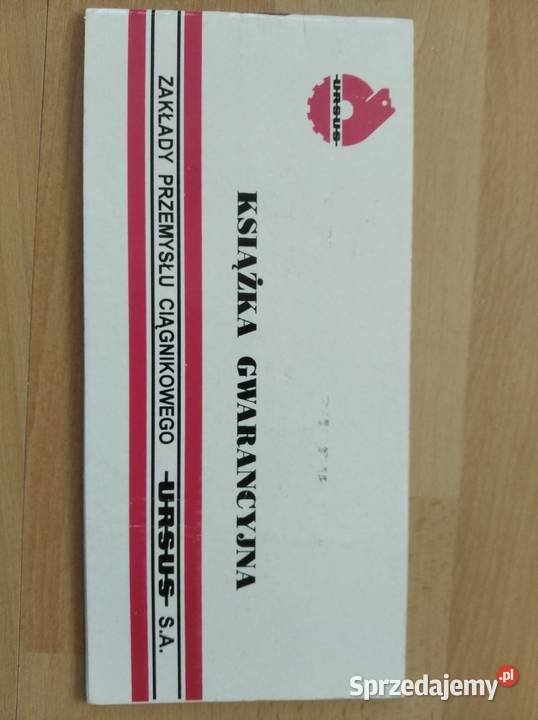 URSUS
KSIĄŻKA GWARANCYJNA
ZAKŁADY PRZEMYSŁU CIĄGNIKOWEGO URSUS S.A.
Sprzedajemy.pl